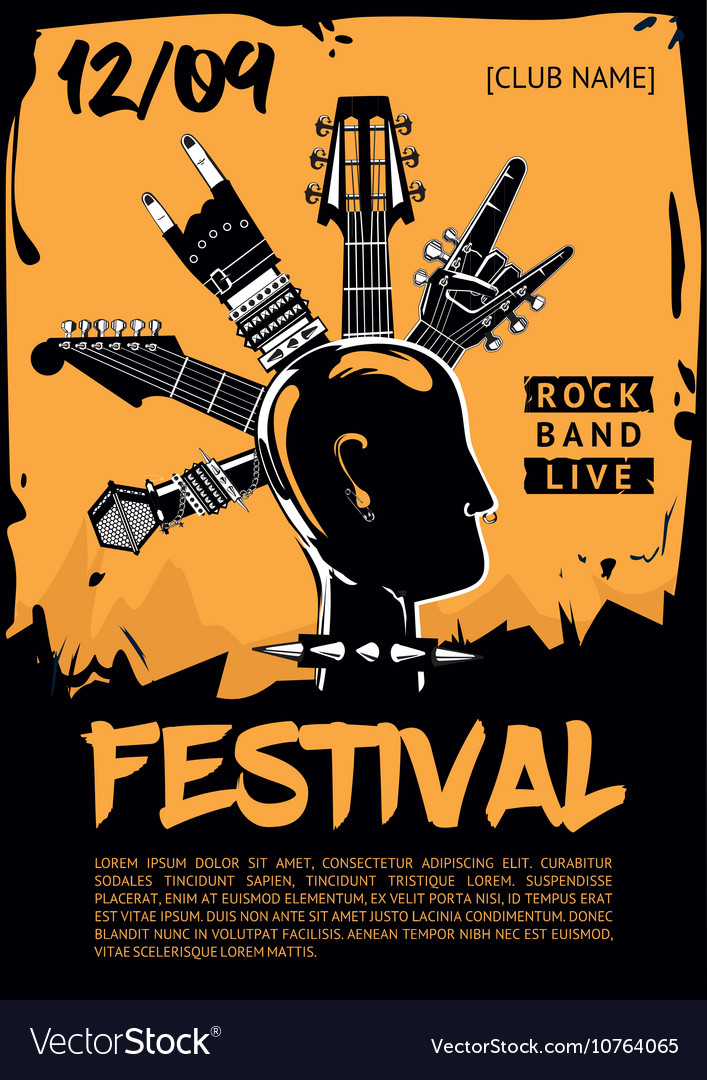 12/09
[CLUB NAME]
ROCK
BAND
LIVE
FESTIVAL
LOREM IPSUM DOLOR SIT AMET, CONSECTETUR ADIPISCING ELIT. CURABITUR
SODALES TINCIDUNT SAPIEN, TINCIDUNT TRISTIQUE LOREM. SUSPENDISSE
PLACERAT, ENIM AT EUISMOD ELEMENTUM, EX VELIT PORTA NISI, ID TEMPUS ERAT
EST VITAE IPSUM. DUIS NON ANTE SIT AMET JUSTO LACINIA CONDIMENTUM. DONEC
BLANDIT NUNC IN VOLUTPAT FACILISIS. AENEAN TEMPOR NIBH NEC EST EUISMOD,
VITAE SCELERISQUE LOREM MATTIS.
VectorStock®
VectorStock.com/10764065